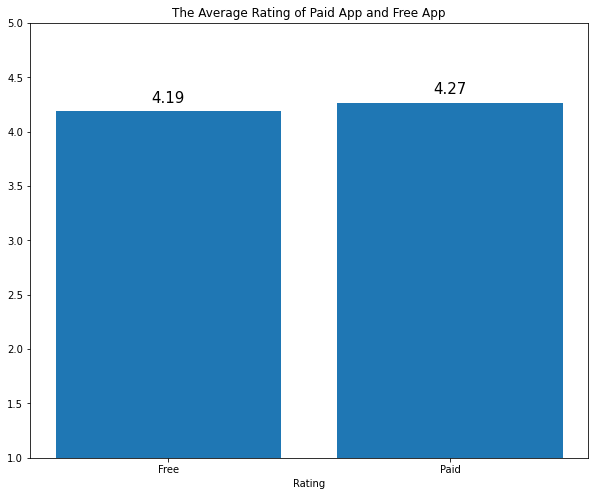 The Average Rating of Paid App and Free App
5.0
4.5
4.0
3.5
3.0
2.5
2.0
1.5
1.0
4.19
4.27
Free
Paid
Rating